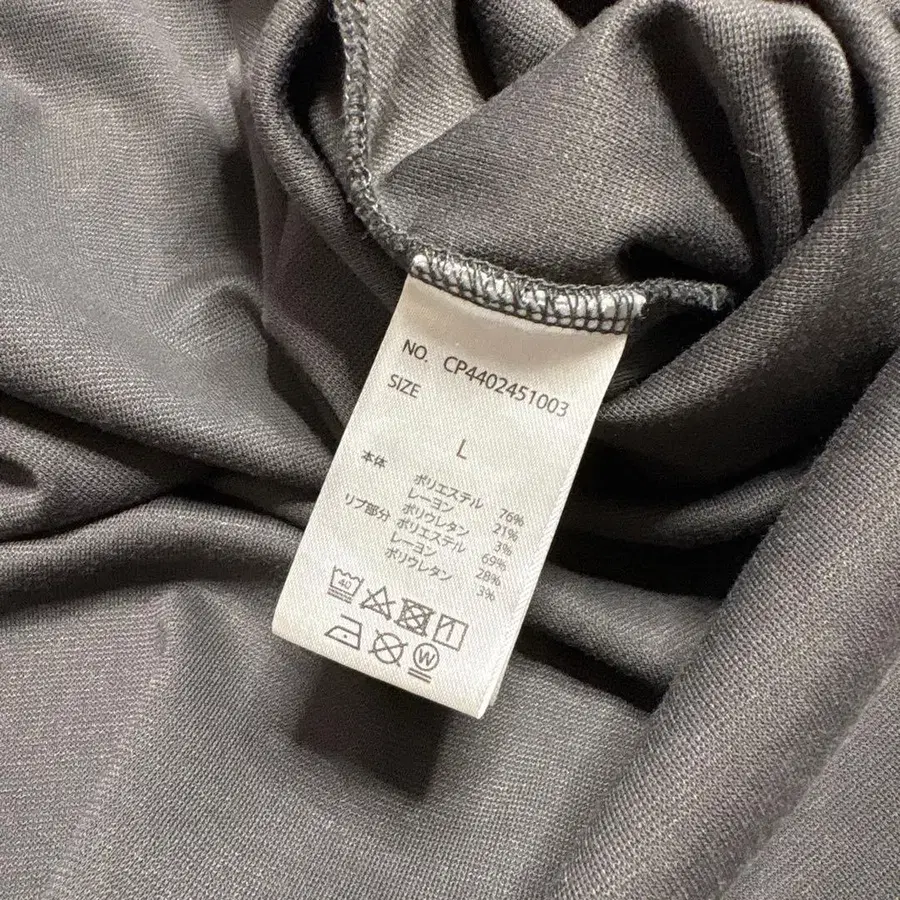 NO. CP4402451003
SIZE
L
本体 ポリエステル 76%
レーヨン 21%
ポリウレタン 3%
リブ部分 ポリエステル 69%
レーヨン 28%
ポリウレタン 3%
40
W